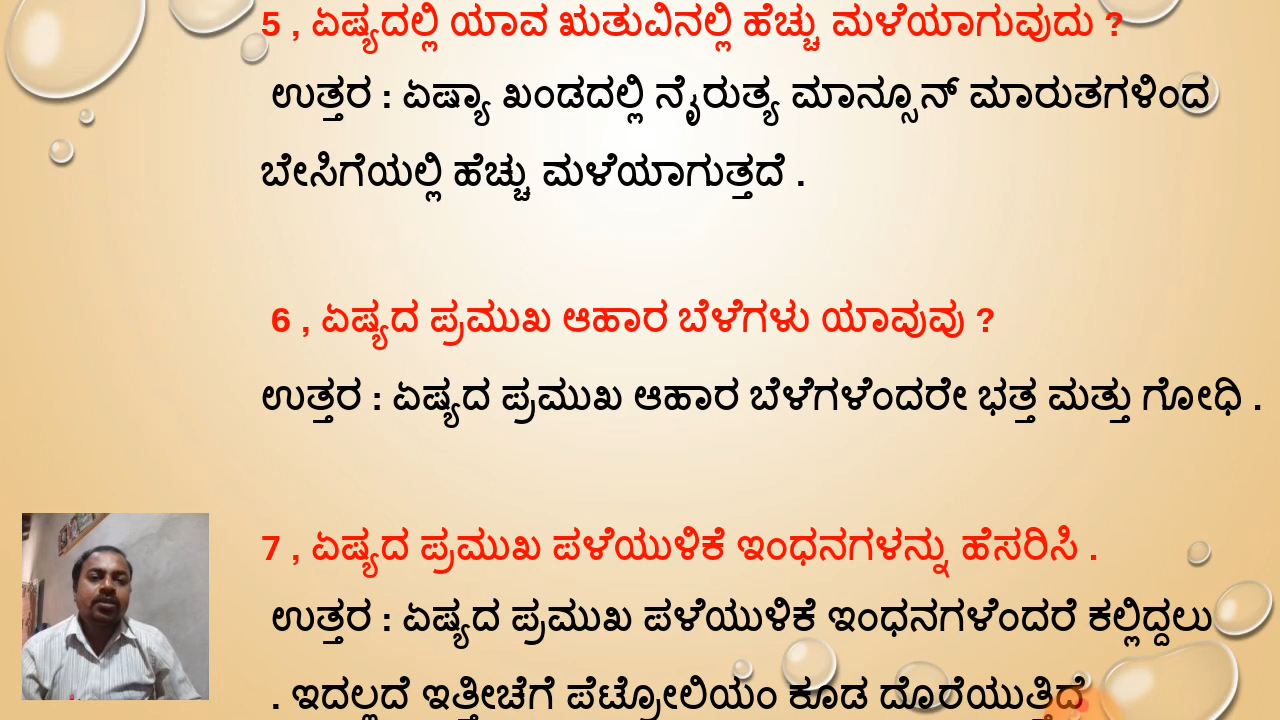 5 , ಏಷ್ಯದಲ್ಲಿ ಯಾವ ಋತುವಿನಲ್ಲಿ ಹೆಚ್ಚು ಮಳೆಯಾಗುವುದು ?
ಉತ್ತರ : ಏಷ್ಯಾ ಖಂಡದಲ್ಲಿ ನೈರುತ್ಯ ಮಾನ್ಸೂನ್ ಮಾರುತಗಳಿಂದ
ಬೇಸಿಗೆಯಲ್ಲಿ ಹೆಚ್ಚು ಮಳೆಯಾಗುತ್ತದೆ .
6 , ಏಷ್ಯದ ಪ್ರಮುಖ ಆಹಾರ ಬೆಳೆಗಳು ಯಾವುವು ?
ಉತ್ತರ : ಏಷ್ಯದ ಪ್ರಮುಖ ಆಹಾರ ಬೆಳೆಗಳೆಂದರೇ ಭತ್ತ ಮತ್ತು ಗೋಧಿ .
7 , ಏಷ್ಯದ ಪ್ರಮುಖ ಪಳೆಯುಳಿಕೆ ಇಂಧನಗಳನ್ನು ಹೆಸರಿಸಿ .
ಉತ್ತರ : ಏಷ್ಯದ ಪ್ರಮುಖ ಪಳೆಯುಳಿಕೆ ಇಂಧನಗಳೆಂದರೆ ಕಲ್ಲಿದ್ದಲು
. ಇದಲ್ಲದೆ ಇತ್ತೀಚೆಗೆ ಪೆಟ್ರೋಲಿಯಂ ಕೂಡ ದೊರೆಯುತ್ತಿದೆ